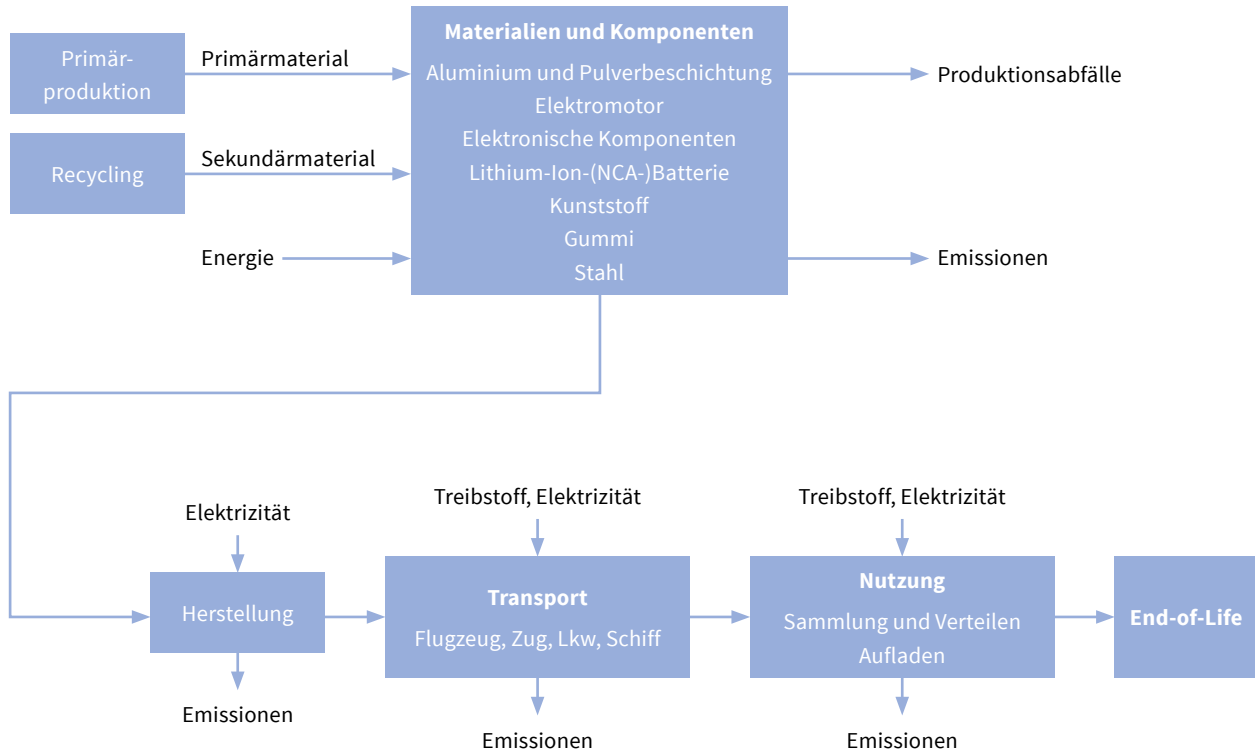 Primär-
produktion
Primärmaterial
Recycling
Sekundärmaterial
Energie
Materialien und Komponenten
Aluminium und Pulverbeschichtung
Elektromotor
Elektronische Komponenten
Lithium-Ion-(NCA-)Batterie
Kunststoff
Gummi
Stahl
Produktionsabfälle
Emissionen
Elektrizität
Herstellung
Emissionen
Treibstoff, Elektrizität
Transport
Flugzeug, Zug, Lkw, Schiff
Emissionen
Treibstoff, Elektrizität
Nutzung
Sammlung und Verteilen
Aufladen
Emissionen
End-of-Life